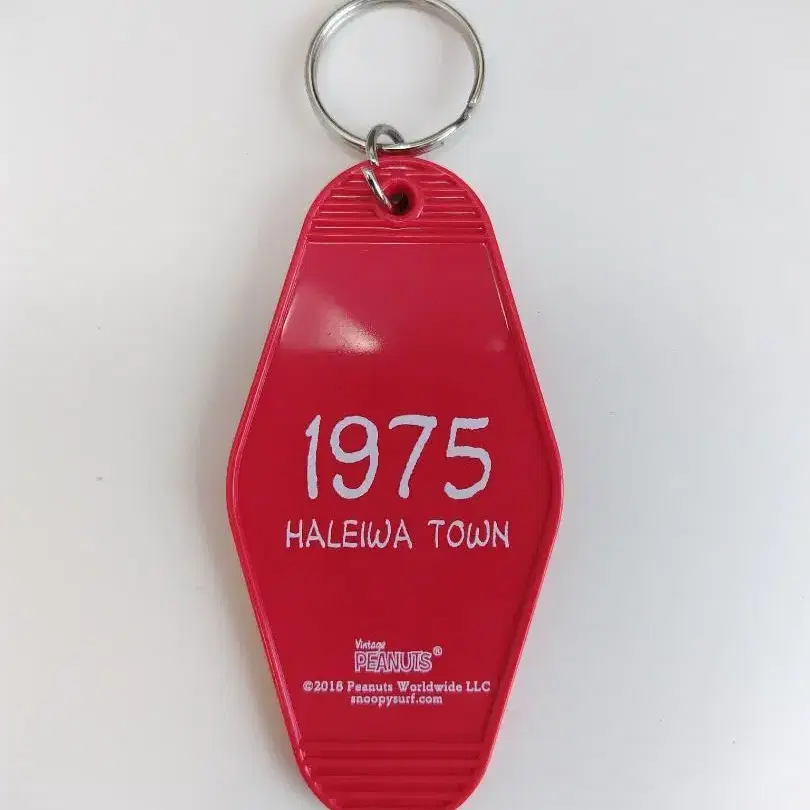 1975
HALEIWA TOWN
Vintage
PEANUTS®
©2018 Peanuts Worldwide LLC
snoopysurf.com